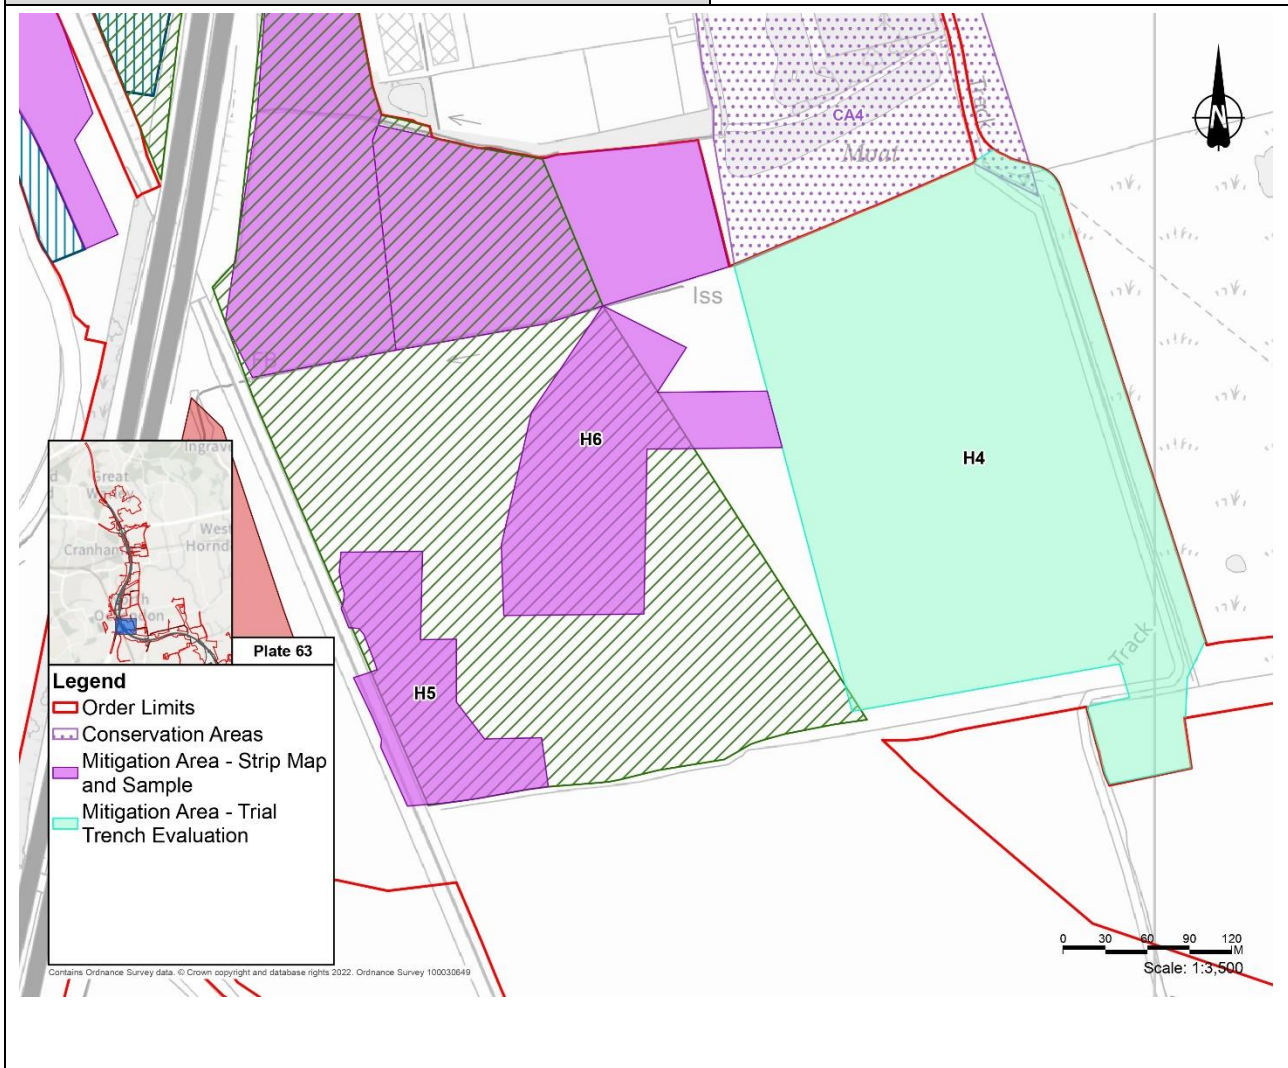 CA4
Moat
Track
N
Iss
FB
H6
H4
H5
Track
Ingrave
Great
West
Cranham
Plate 63
Legend
Order Limits
Conservation Areas
Mitigation Area - Strip Map
and Sample
Mitigation Area - Trial
Trench Evaluation
0 30 60 90 120
M
Scale: 1:3,500
Contains Ordnance Survey data. © Crown copyright and database rights 2022. Ordnance Survey 100030649